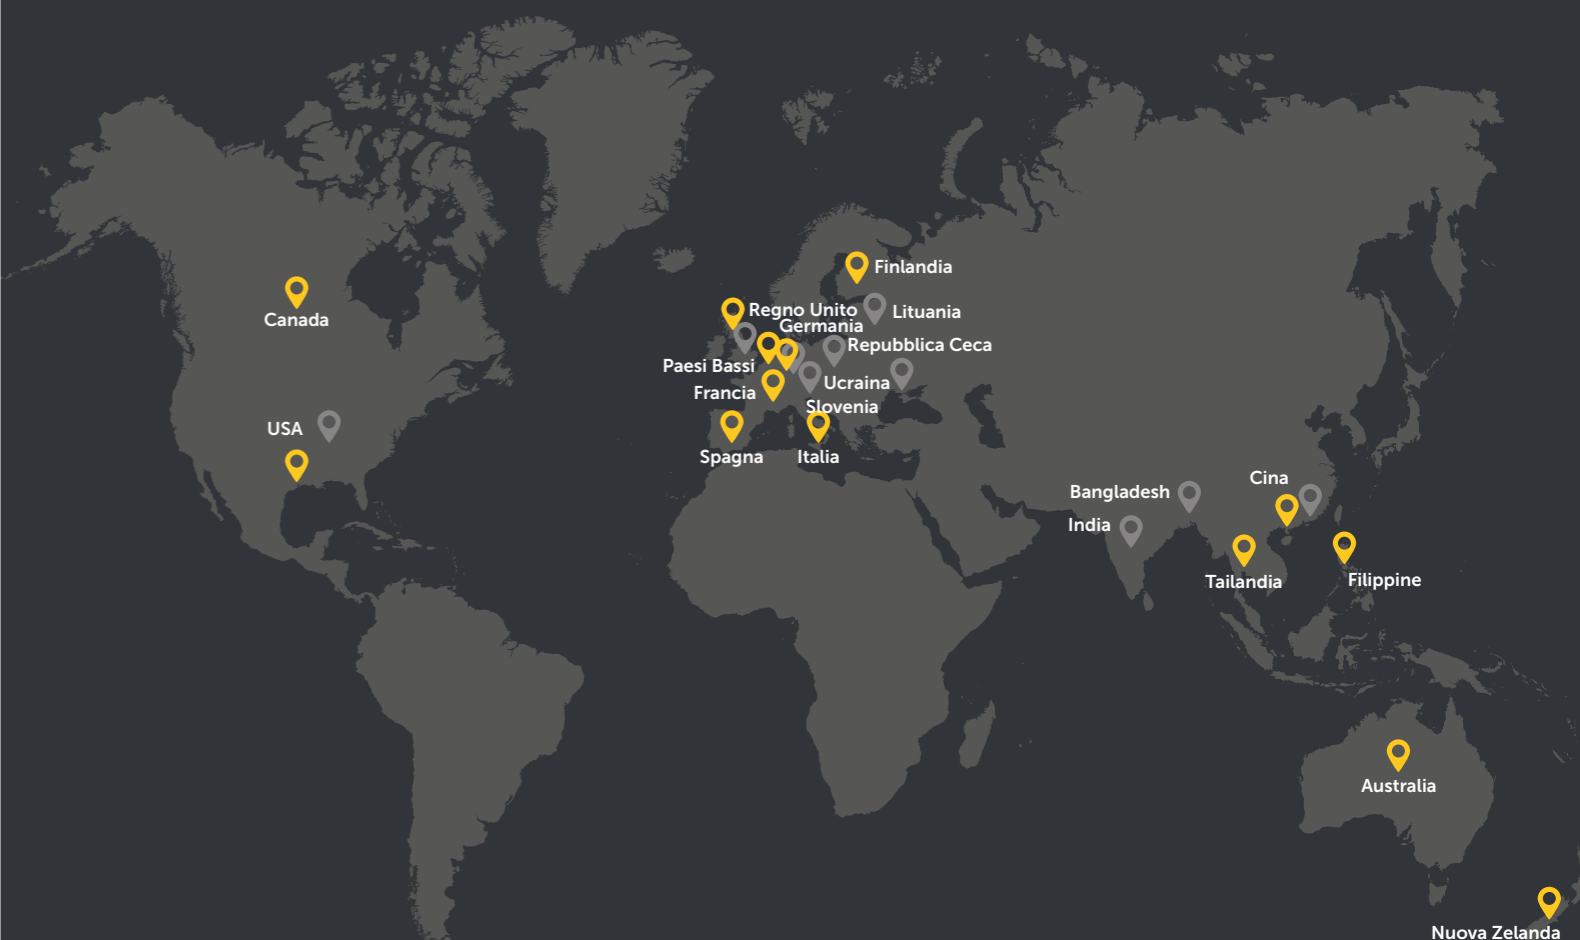 Finlandia
Regno Unito
Lituania
Canada
Germania
Repubblica Ceca
Paesi Bassi
Ucraina
Francia
Slovenia
USA
Spagna
Italia
Cina
Bangladesh
India
Tailandia
Filippine
Australia
Nuova Zelanda